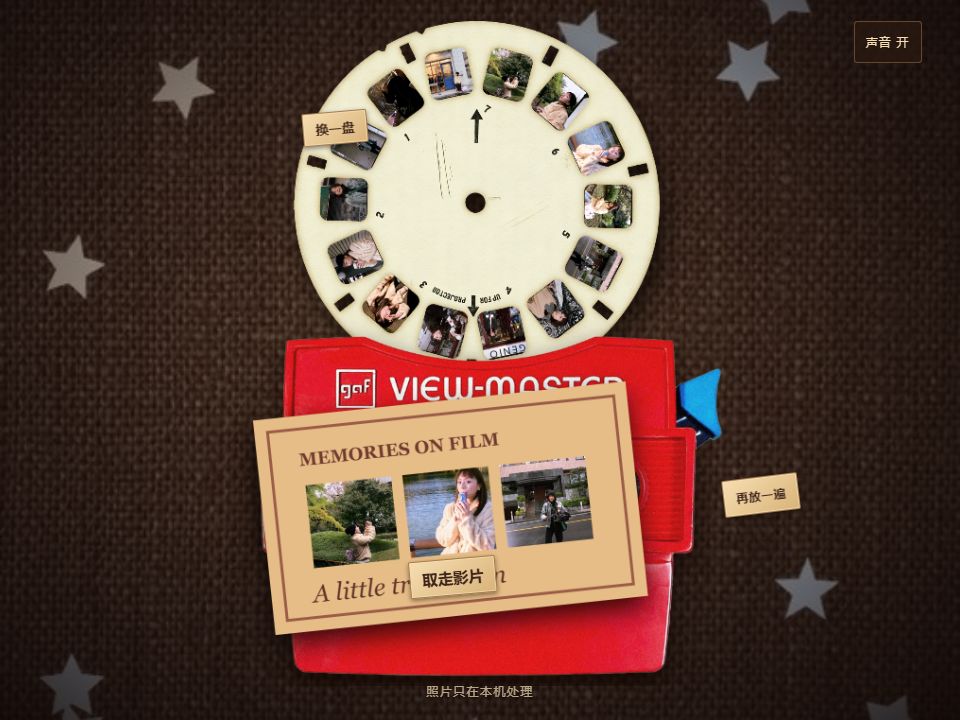 声音 开
换一盘
7
1
6
2
5
3
4
PROJECTOR
UP FOR
GENIO
gaf
VIEW-MASTER
MEMORIES ON FILM
再放一遍
取走影片
A little
照片只在本机处理